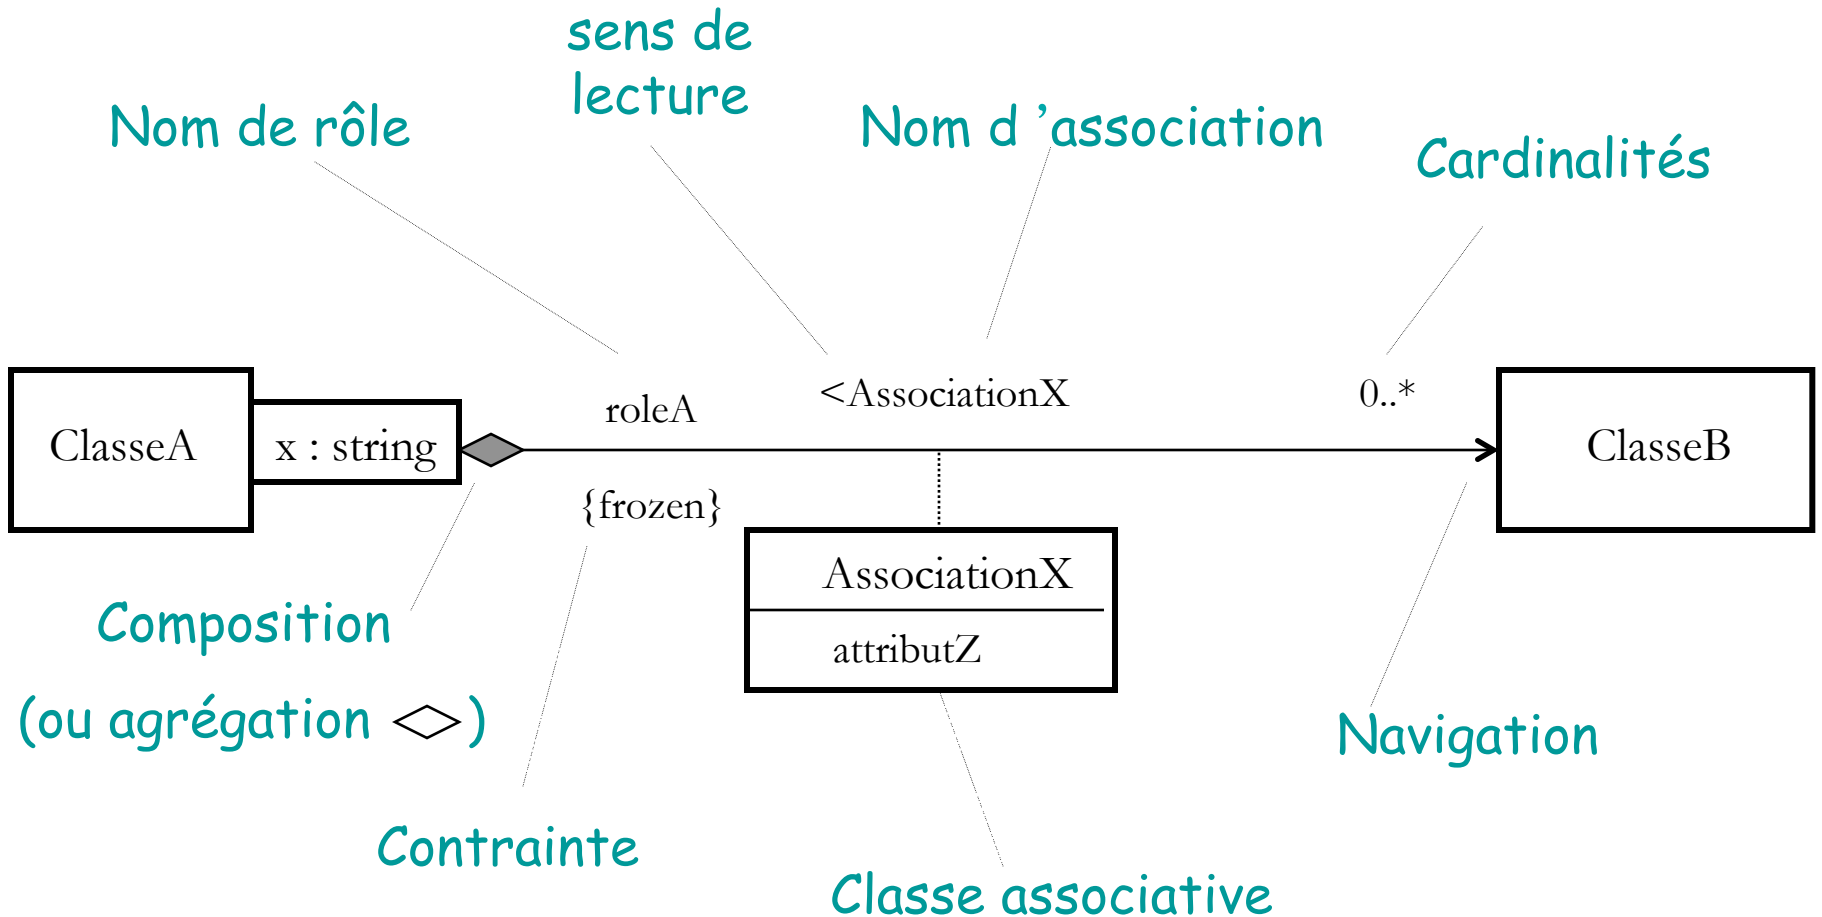 sens de
lecture
Nom de rôle
Nom d ’association
Cardinalités
roleA
<AssociationX
0..*
ClasseA
x : string
ClasseB
{frozen}
AssociationX
attributZ
Composition
(ou agrégation )
Navigation
Contrainte
Classe associative